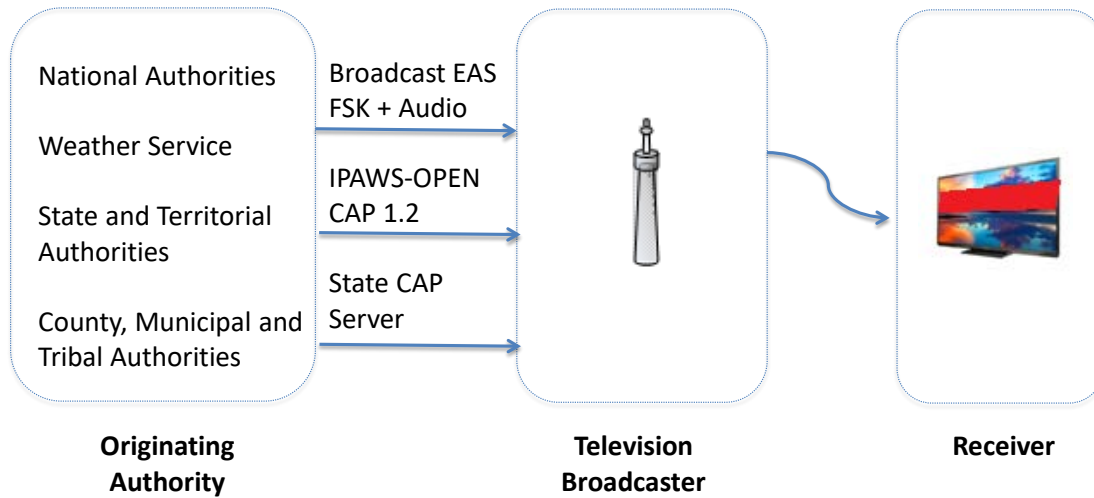 National Authorities
Weather Service
State and Territorial
Authorities
County, Municipal and
Tribal Authorities
Broadcast EAS
FSK + Audio
IPAWS-OPEN
CAP 1.2
State CAP
Server
Originating
Authority
Television
Broadcaster
Receiver